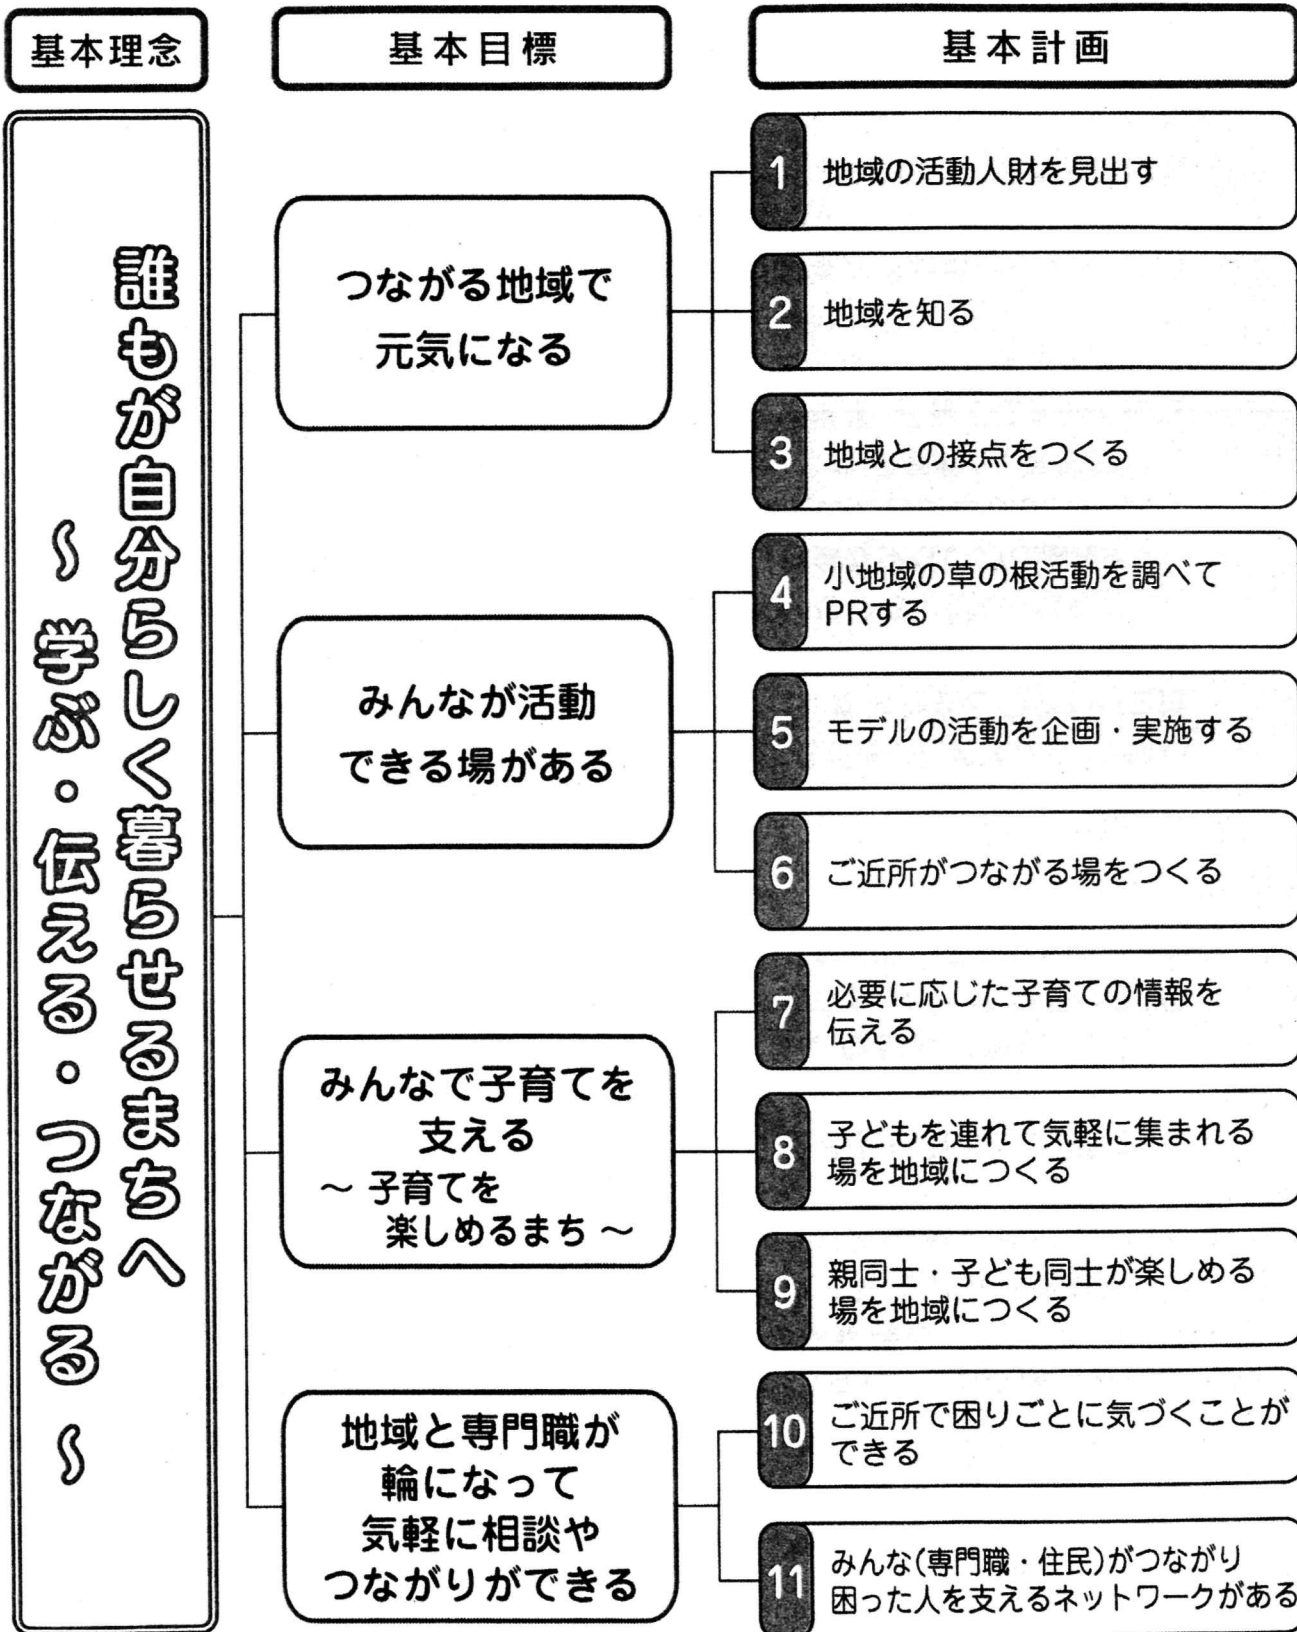 基本理念
基本目標
基本計画
誰もが自分らしく暮らせるまちへ
～ 学ぶ・伝える・つながる ～
つながる地域で
元気になる
1 地域の活動人財を見出す
2 地域を知る
3 地域との接点をつくる
みんなが活動
できる場がある
4 小地域の草の根活動を調べて
PRする
5 モデルの活動を企画・実施する
6 ご近所がつながる場をつくる
みんなで子育てを
支える
～ 子育てを
楽しめるまち ～
7 必要に応じた子育ての情報を
伝える
8 子どもを連れて気軽に集まれる
場を地域につくる
9 親同士・子ども同士が楽しめる
場を地域につくる
地域と専門職が
輪になって
気軽に相談や
つながりができる
10 ご近所で困りごとに気づくことが
できる
11 みんな(専門職・住民)がつながり
困った人を支えるネットワークがある